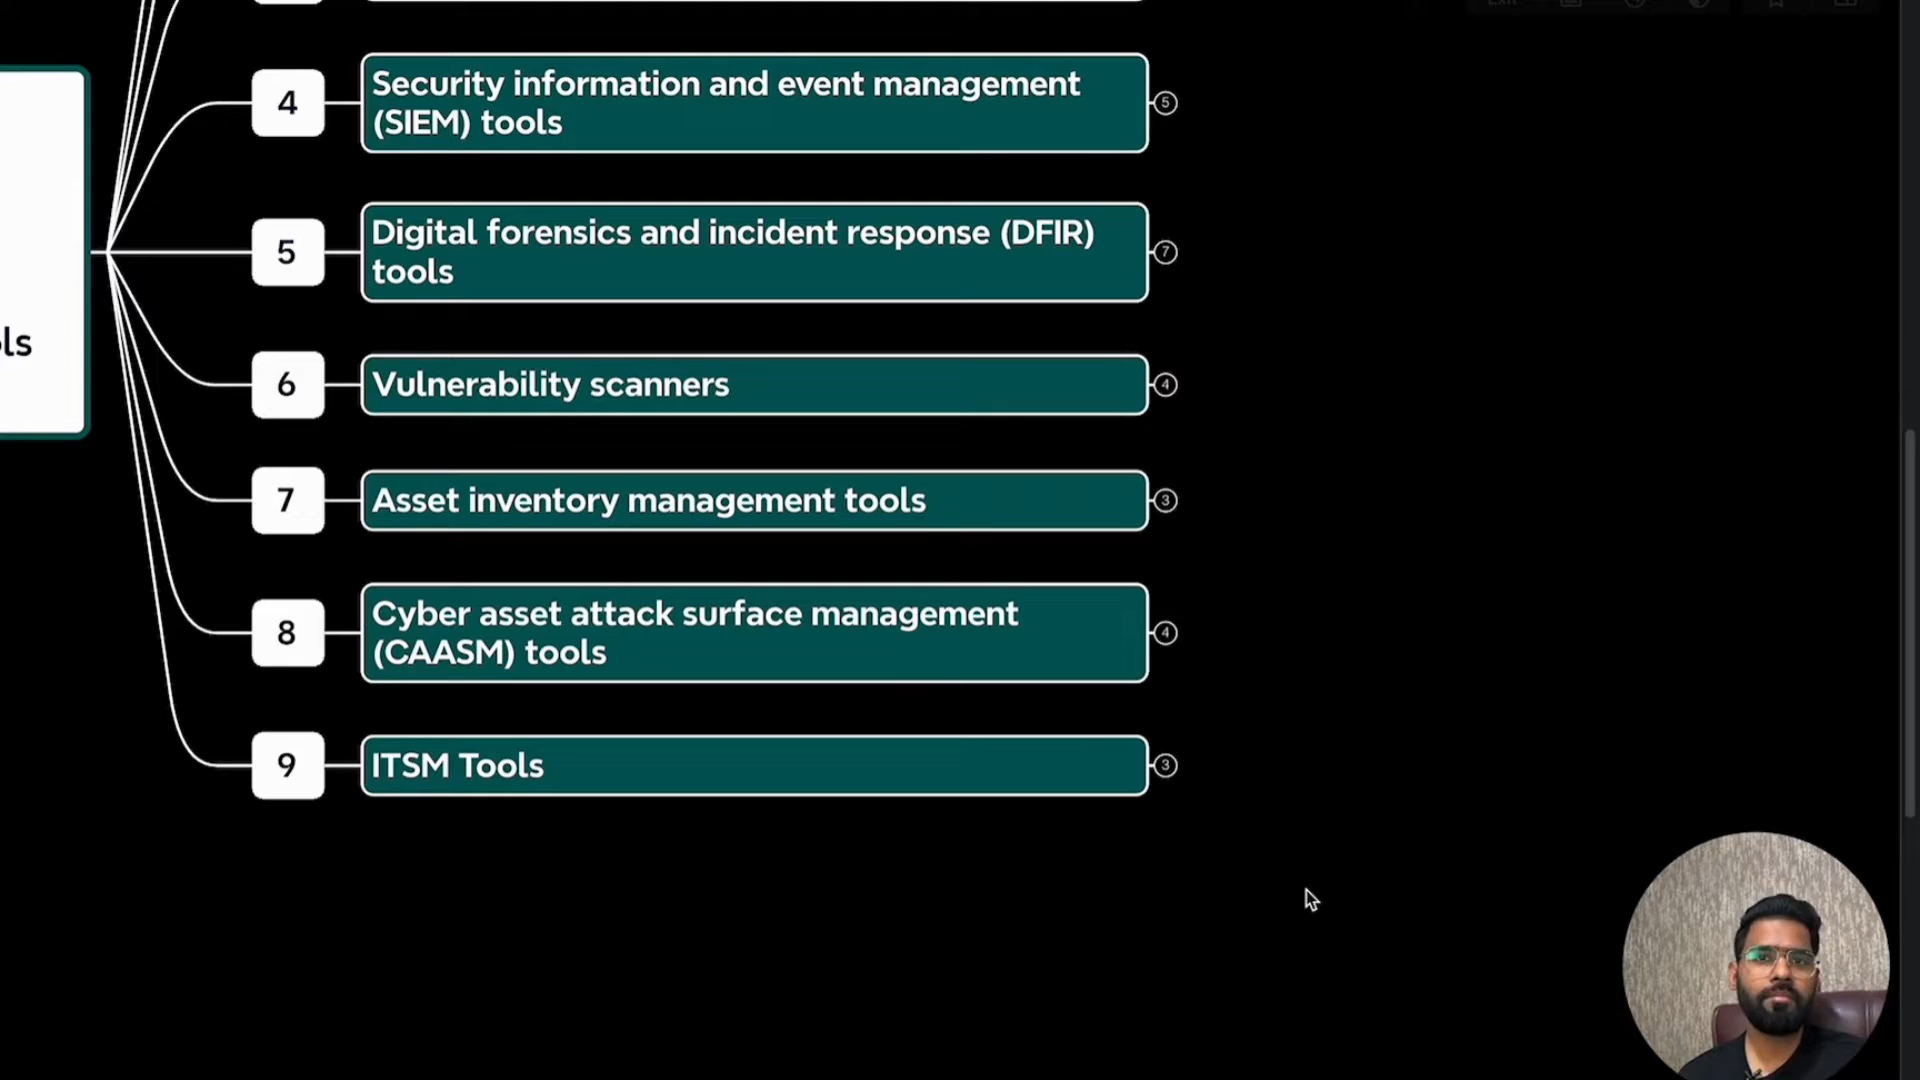 4
Security information and event management
(SIEM) tools
5
5
Digital forensics and incident response (DFIR)
tools
7
ls
6
Vulnerability scanners
4
7
Asset inventory management tools
3
8
Cyber asset attack surface management
(CAASM) tools
4
9
ITSM Tools
3